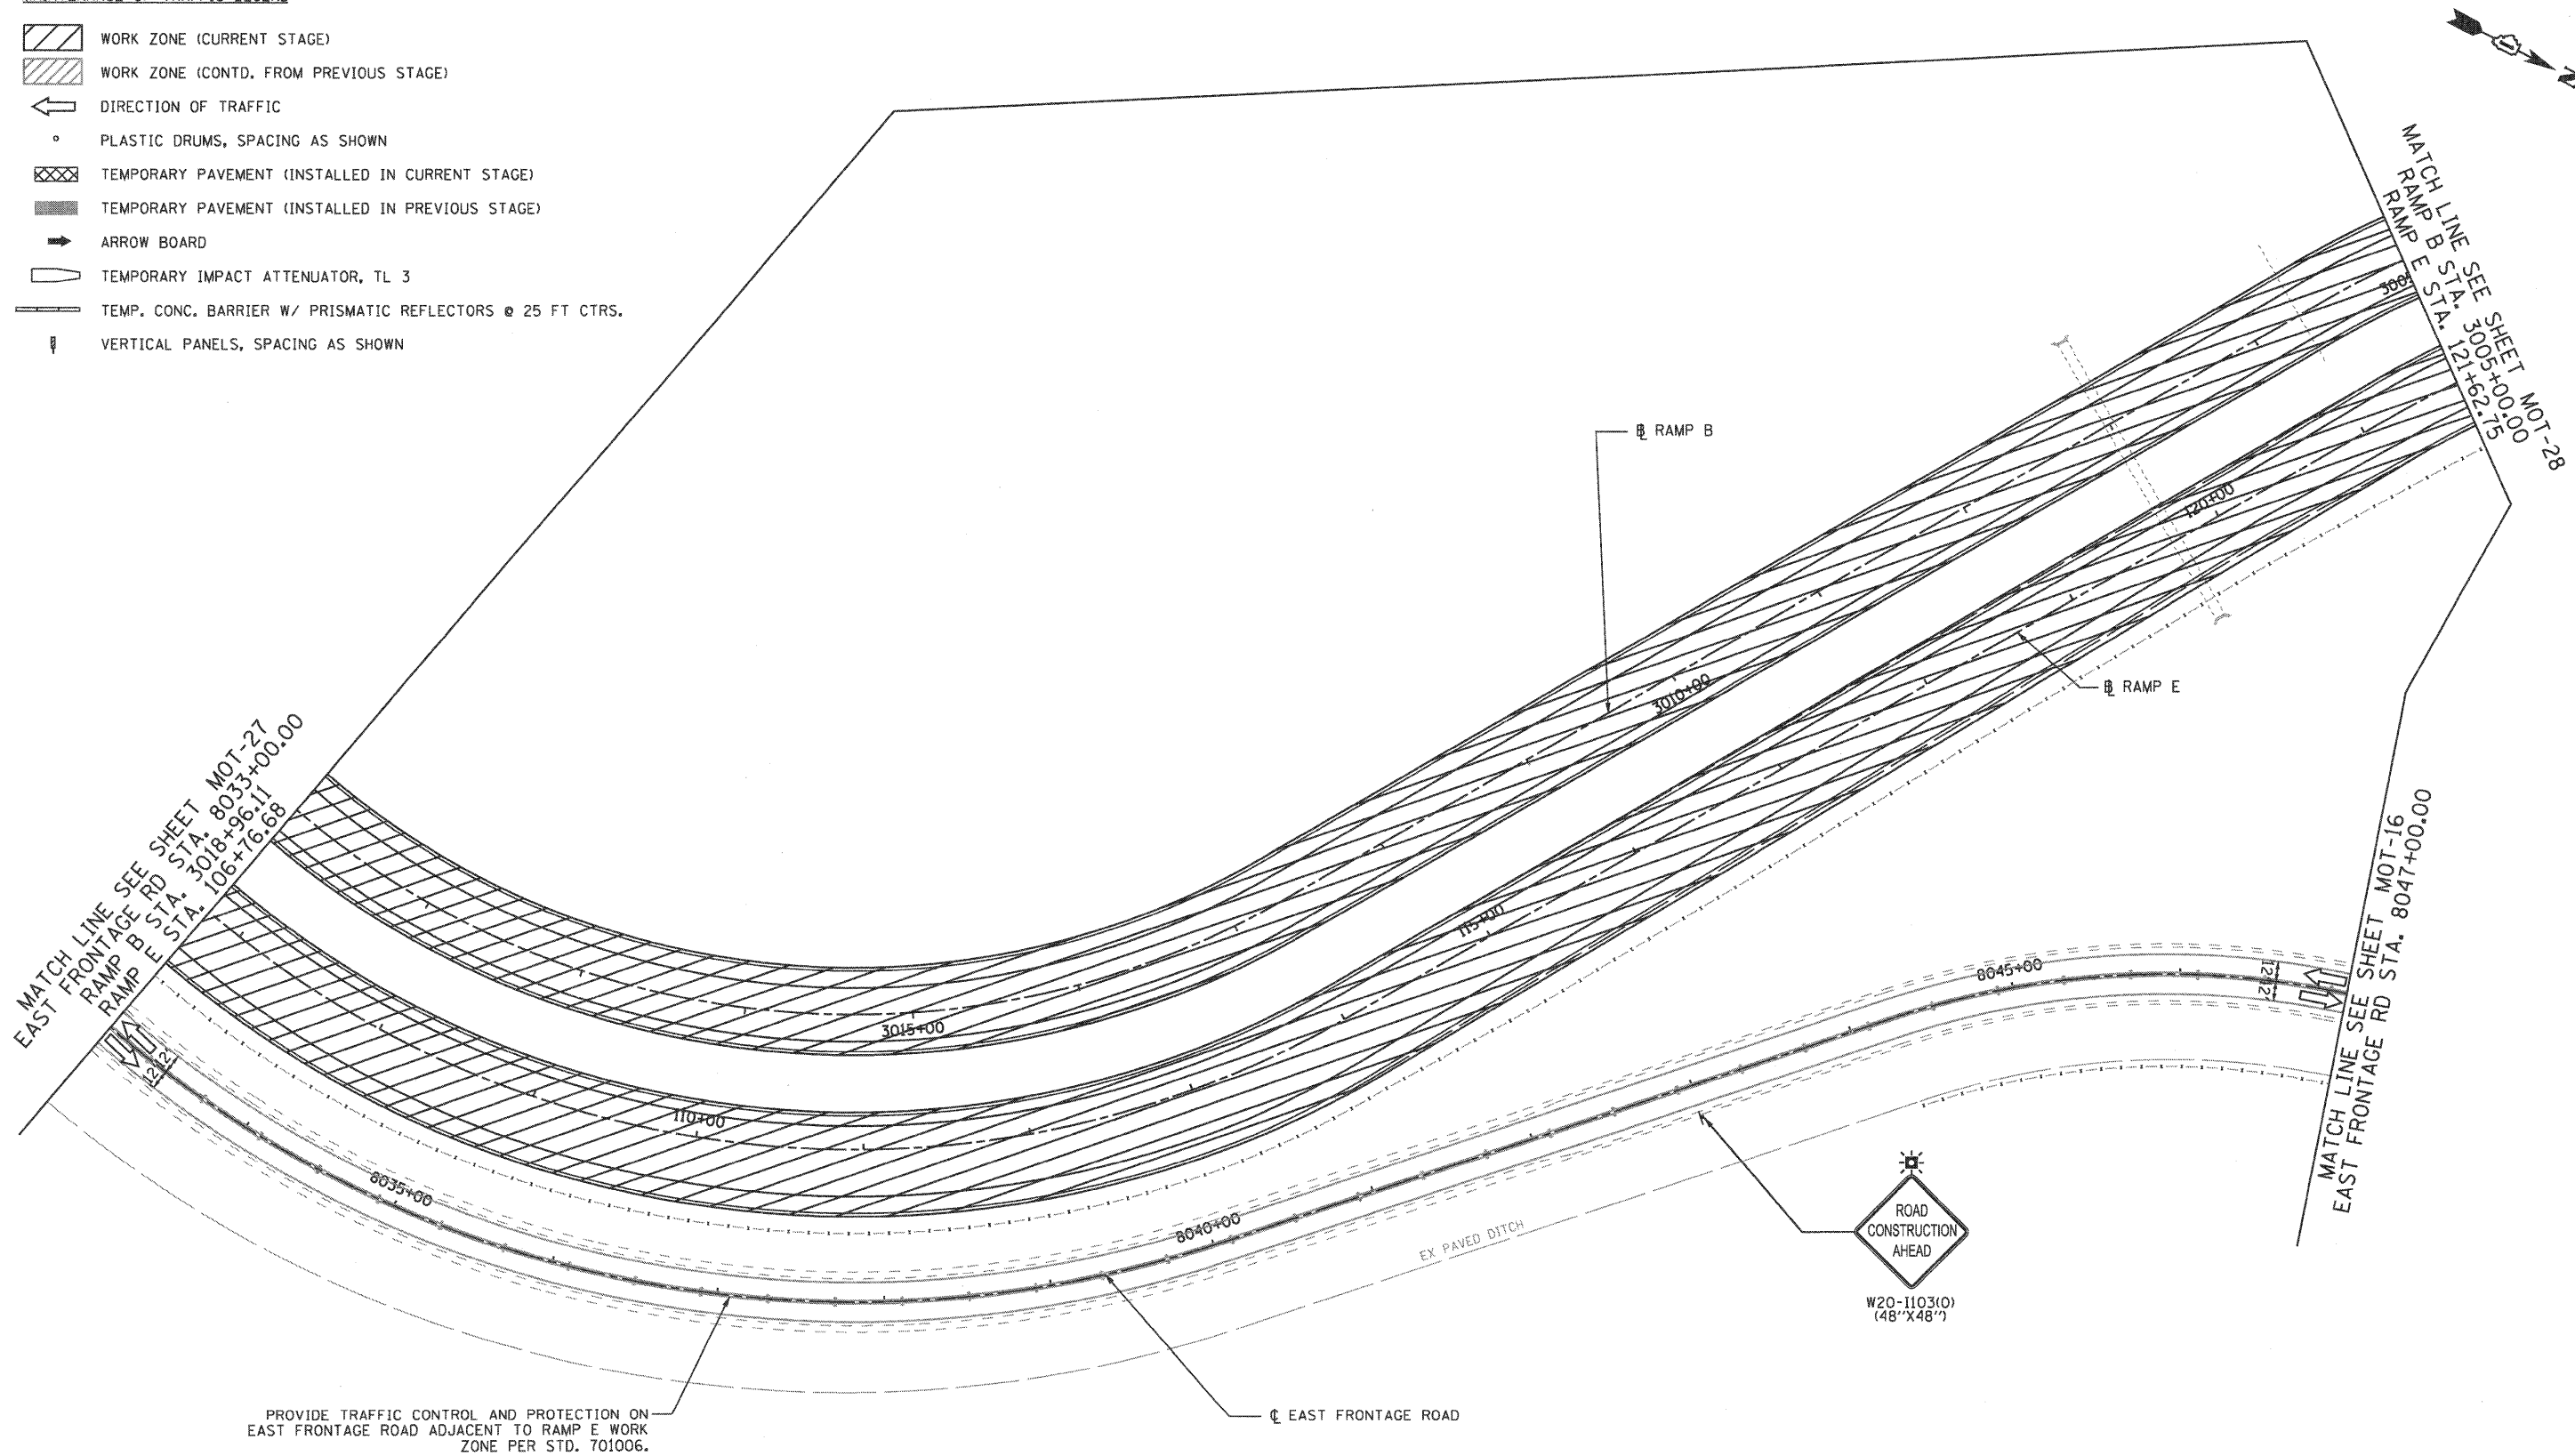 WORK ZONE (CURRENT STAGE)
WORK ZONE (CONTD. FROM PREVIOUS STAGE)
DIRECTION OF TRAFFIC
PLASTIC DRUMS, SPACING AS SHOWN
TEMPORARY PAVEMENT (INSTALLED IN CURRENT STAGE)
TEMPORARY PAVEMENT (INSTALLED IN PREVIOUS STAGE)
ARROW BOARD
TEMPORARY IMPACT ATTENUATOR, TL 3
TEMP. CONC. BARRIER W/ PRISMATIC REFLECTORS @ 25 FT CTRS.
VERTICAL PANELS, SPACING AS SHOWN
MATCH LINE SEE SHEET MOT-28
RAMP B STA. 3005+00.00
RAMP E STA. 121+62.75
℄ RAMP B
120+00
℄ RAMP E
3010+00
MATCH LINE SEE SHEET MOT-27
EAST FRONTAGE RD STA. 8033+00.00
RAMP B STA. 3018+96.11
RAMP E STA. 106+76.68
115+00
3015+00
110+00
8045+00
12'
12'
MATCH LINE SEE SHEET MOT-16
EAST FRONTAGE RD STA. 8047+00.00
12'
12'
8035+00
8040+00
EX PAVED DITCH
ROAD
CONSTRUCTION
AHEAD
W20-I103(O)
(48"X48")
PROVIDE TRAFFIC CONTROL AND PROTECTION ON
EAST FRONTAGE ROAD ADJACENT TO RAMP E WORK
ZONE PER STD. 701006.
℄ EAST FRONTAGE ROAD